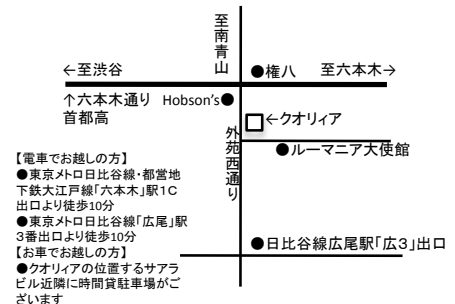 至南青山
←至渋谷
●権八
至六本木→
↑六本木通り
首都高
Hobson's●
←クオリィア
外苑西通り
●ルーマニア大使館
【電車でお越しの方】
●東京メトロ日比谷線・都営地
下鉄大江戸線「六本木」駅1C
出口より徒歩10分
●東京メトロ日比谷線「広尾」駅
3番出口より徒歩10分
【お車でお越しの方】
●クオリィアの位置するサアラ
ビル近隣に時間貸駐車場がご
ざいます
●日比谷線広尾駅「広3」出口